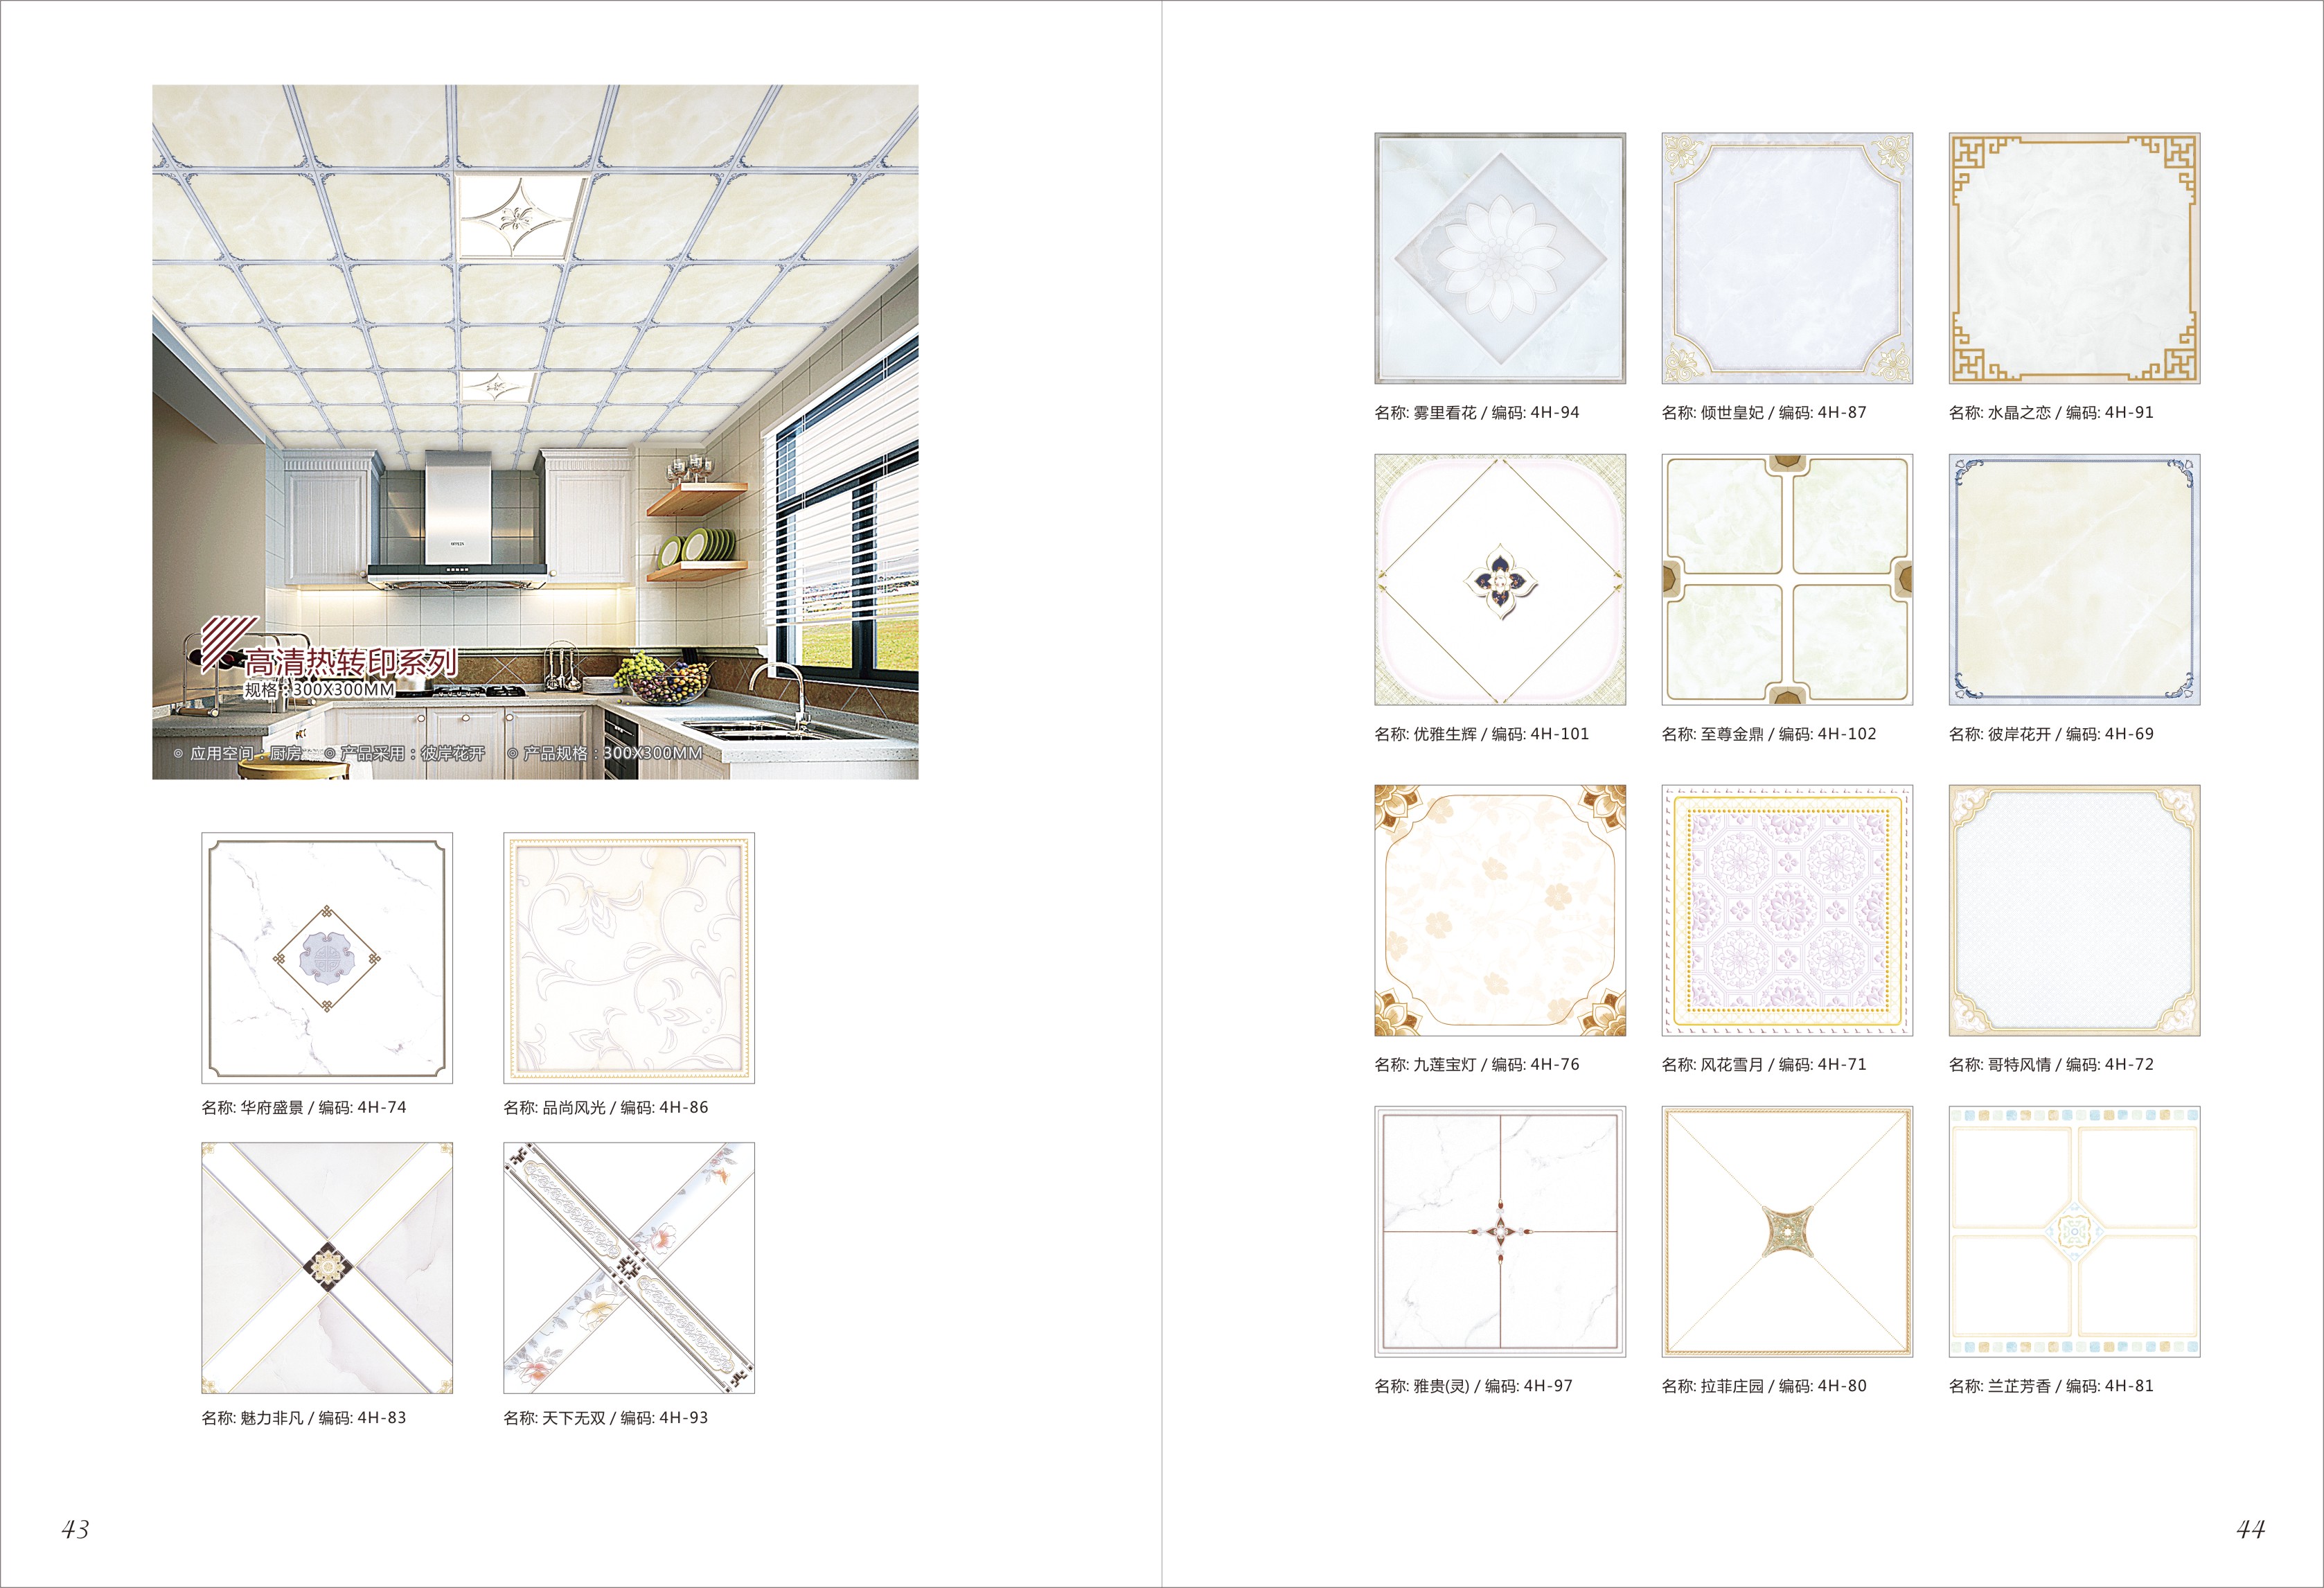 高清热转印系列
规格：300X300MM
◎ 应用空间：厨房 ◎ 产品采用：彼岸花开 ◎ 产品规格：300X300MM
名称: 华府盛景 / 编码: 4H-74
名称: 品尚风光 / 编码: 4H-86
名称: 魅力非凡 / 编码: 4H-83
名称: 天下无双 / 编码: 4H-93
43
名称: 雾里看花 / 编码: 4H-94
名称: 倾世皇妃 / 编码: 4H-87
名称: 水晶之恋 / 编码: 4H-91
名称: 优雅生辉 / 编码: 4H-101
名称: 至尊金鼎 / 编码: 4H-102
名称: 彼岸花开 / 编码: 4H-69
名称: 九莲宝灯 / 编码: 4H-76
名称: 风花雪月 / 编码: 4H-71
名称: 哥特风情 / 编码: 4H-72
名称: 雅贵(灵) / 编码: 4H-97
名称: 拉菲庄园 / 编码: 4H-80
名称: 兰芷芳香 / 编码: 4H-81
44